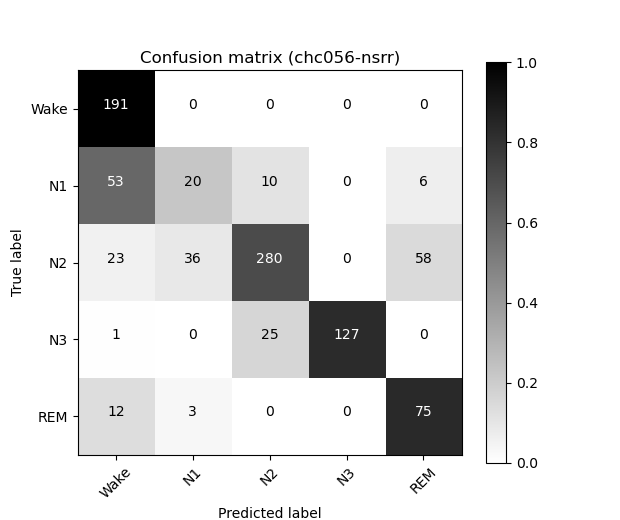 Confusion matrix (chc056-nsrr)
1.0
Wake 191 0 0 0 0
0.8
N1 53 20 10 0 6
0.6
True label
N2 23 36 280 0 58
0.4
N3 1 0 25 127 0
0.2
REM 12 3 0 0 75
0.0
Wake N1 N2 N3 REM
Predicted label